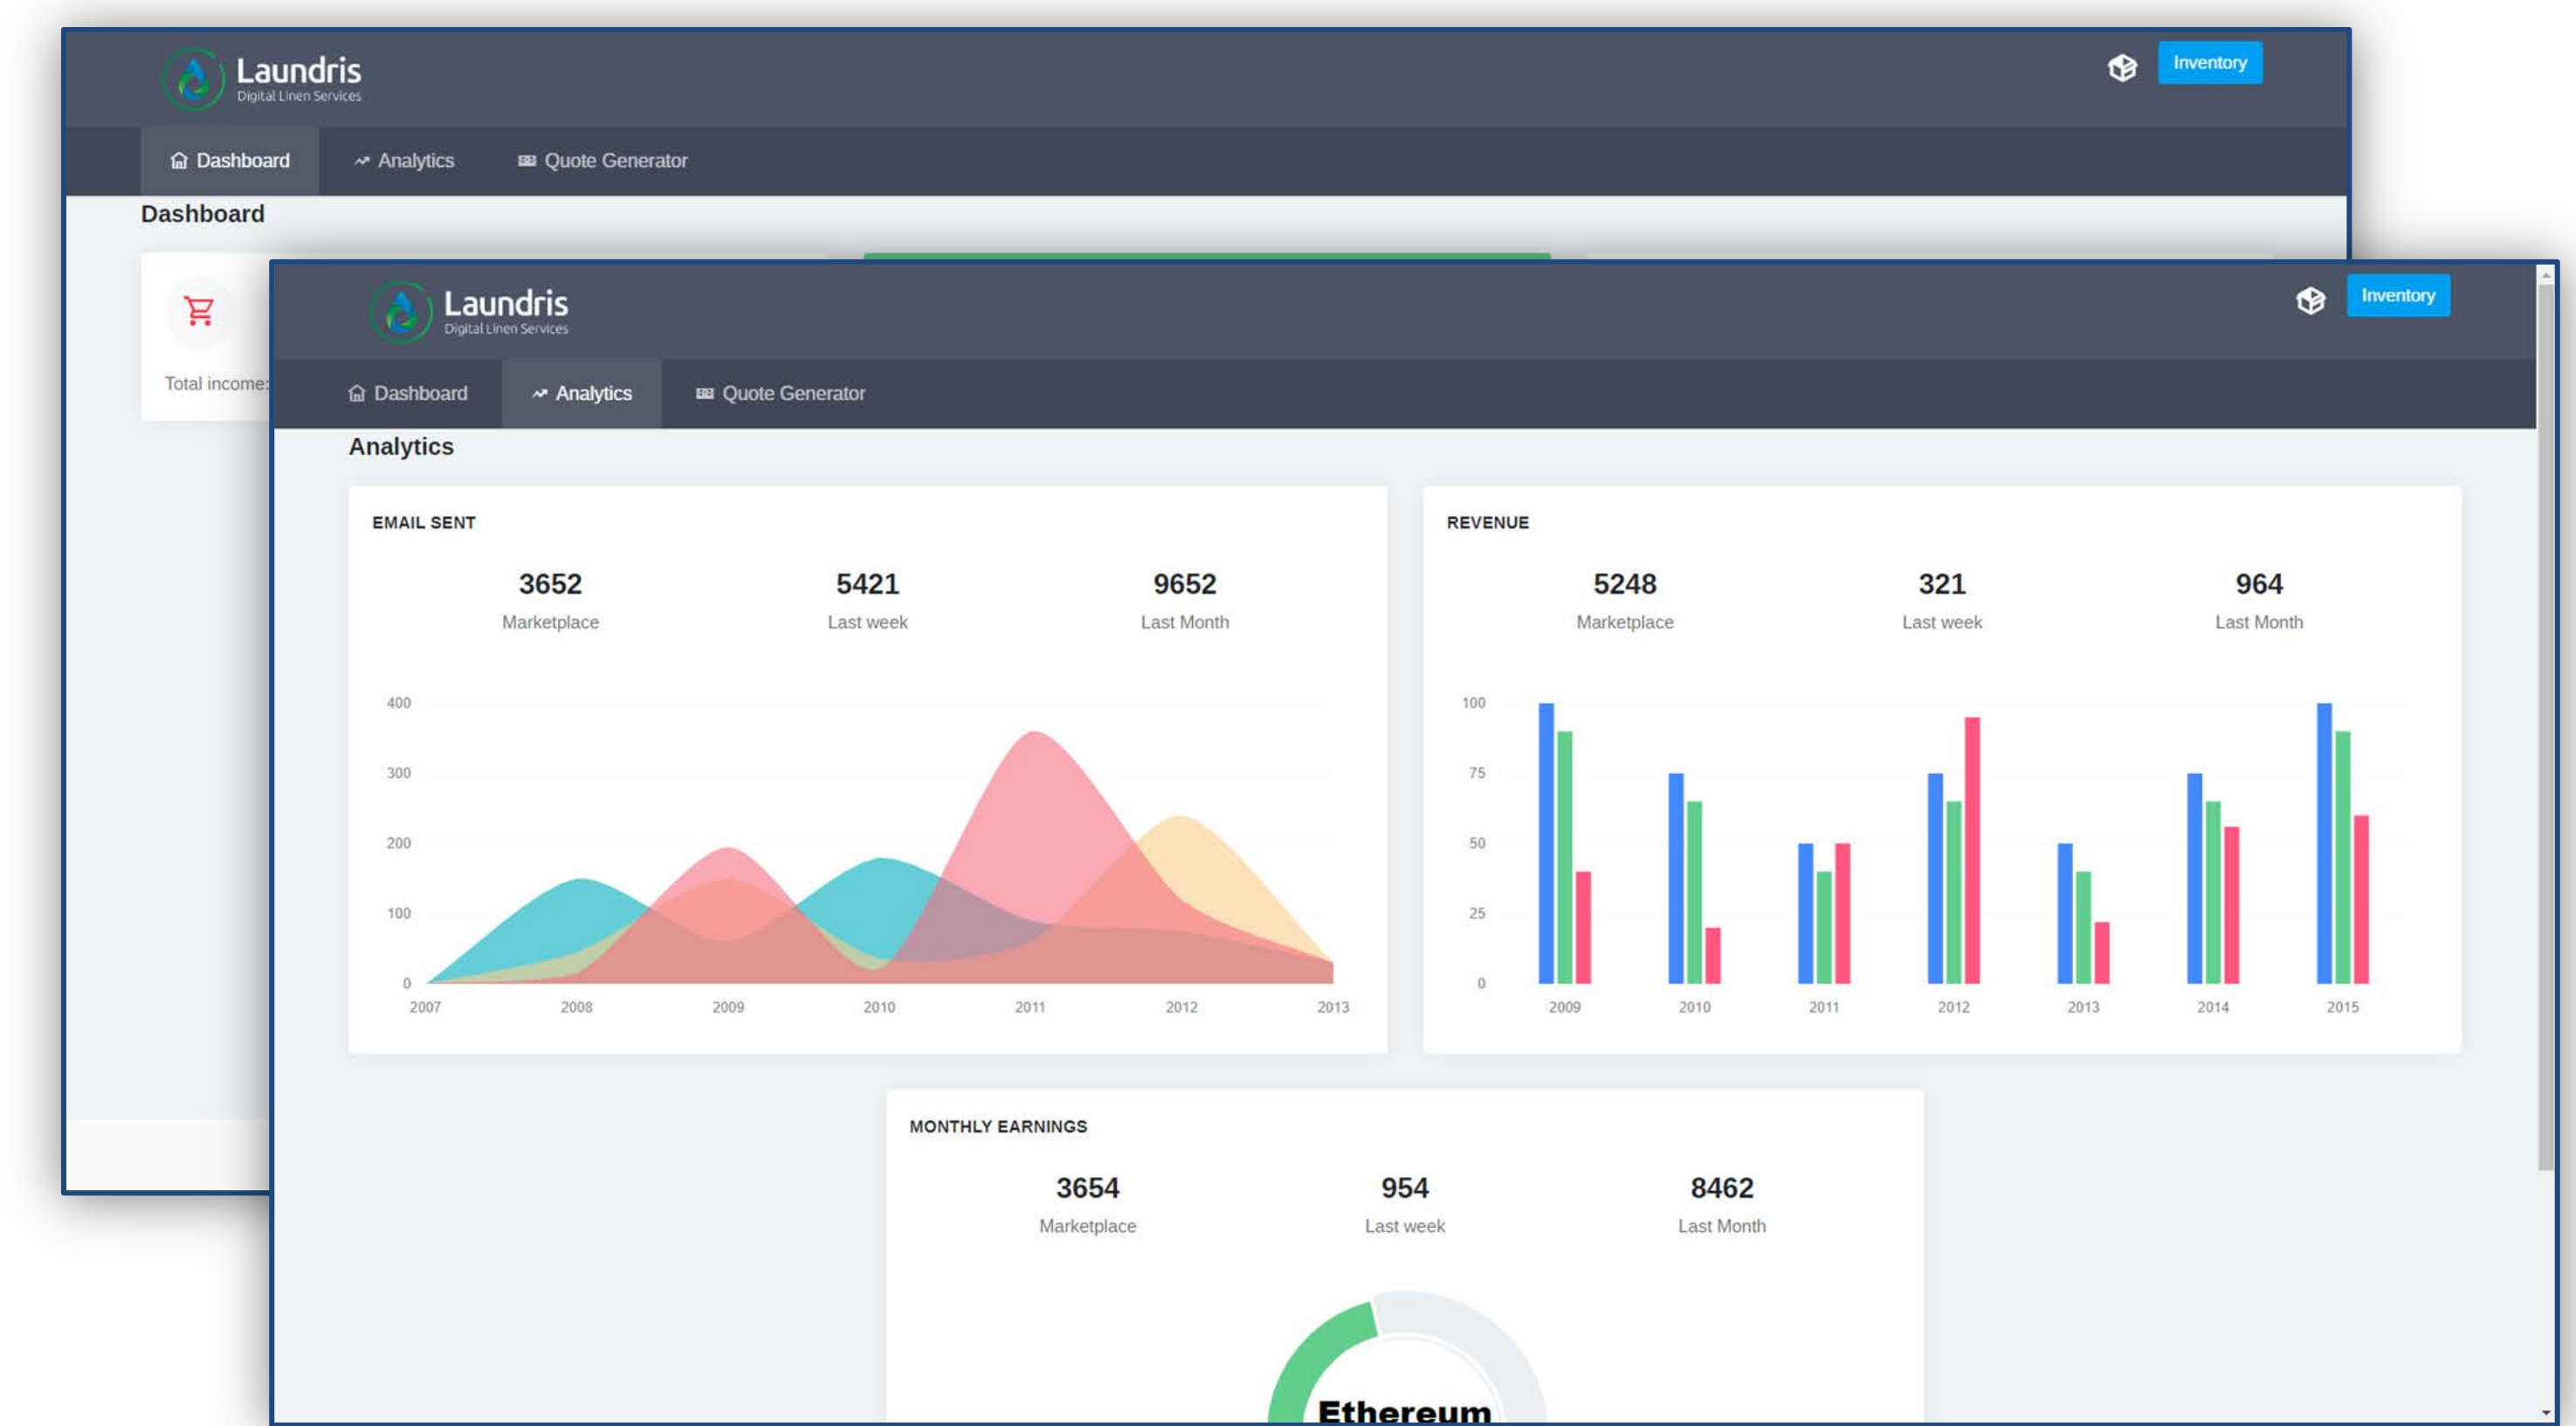 Laundris
Digital Linen Services
Inventory
Dashboard
Analytics
Quote Generator
Dashboard
Total income:
Laundris
Digital Linen Services
Inventory
Dashboard
Analytics
Quote Generator
Analytics
EMAIL SENT
3652 5421 9652
Marketplace Last week Last Month
400
300
200
100
0
2007 2008 2009 2010 2011 2012 2013
REVENUE
5248 321 964
Marketplace Last week Last Month
100
75
50
25
0
2009 2010 2011 2012 2013 2014 2015
MONTHLY EARNINGS
3654 954 8462
Marketplace Last week Last Month
Ethereum